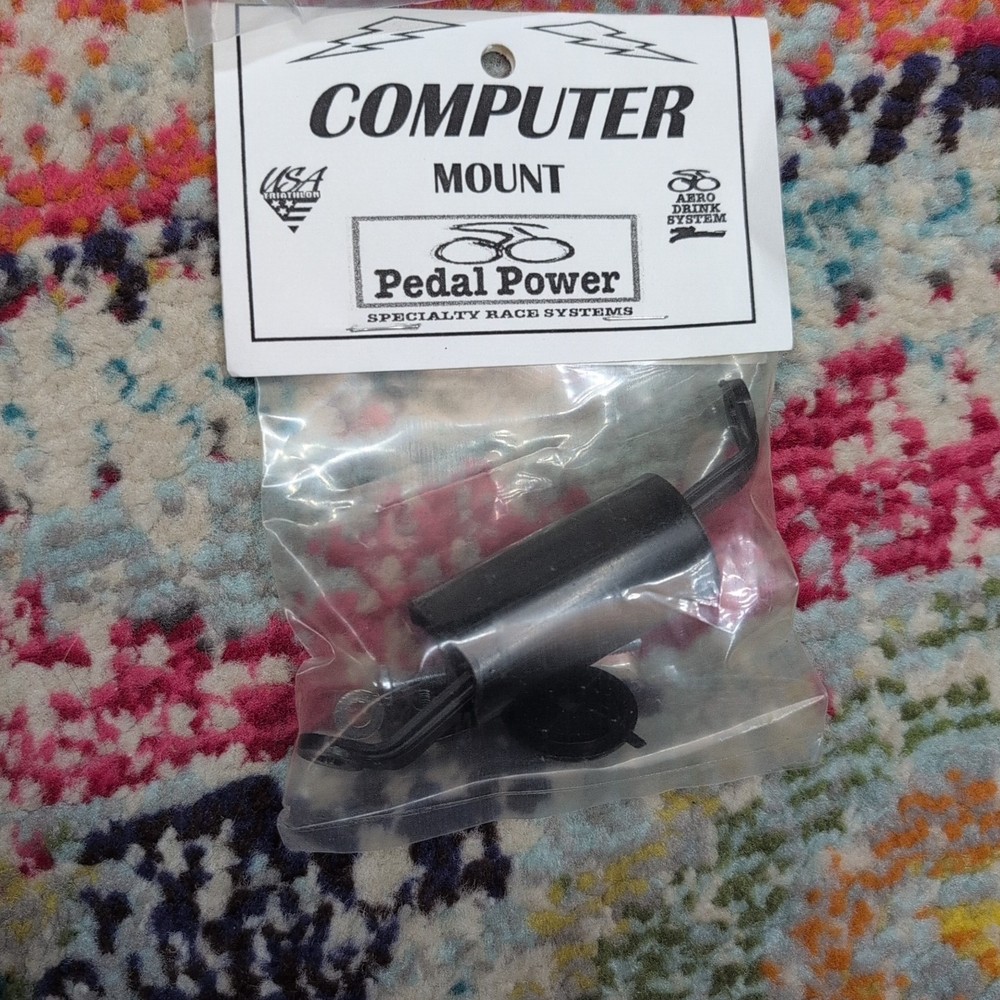 COMPUTER
MOUNT
USA
TRIATHLON
AERO
DRINK
SYSTEM
Pedal Power
SPECIALTY RACE SYSTEMS